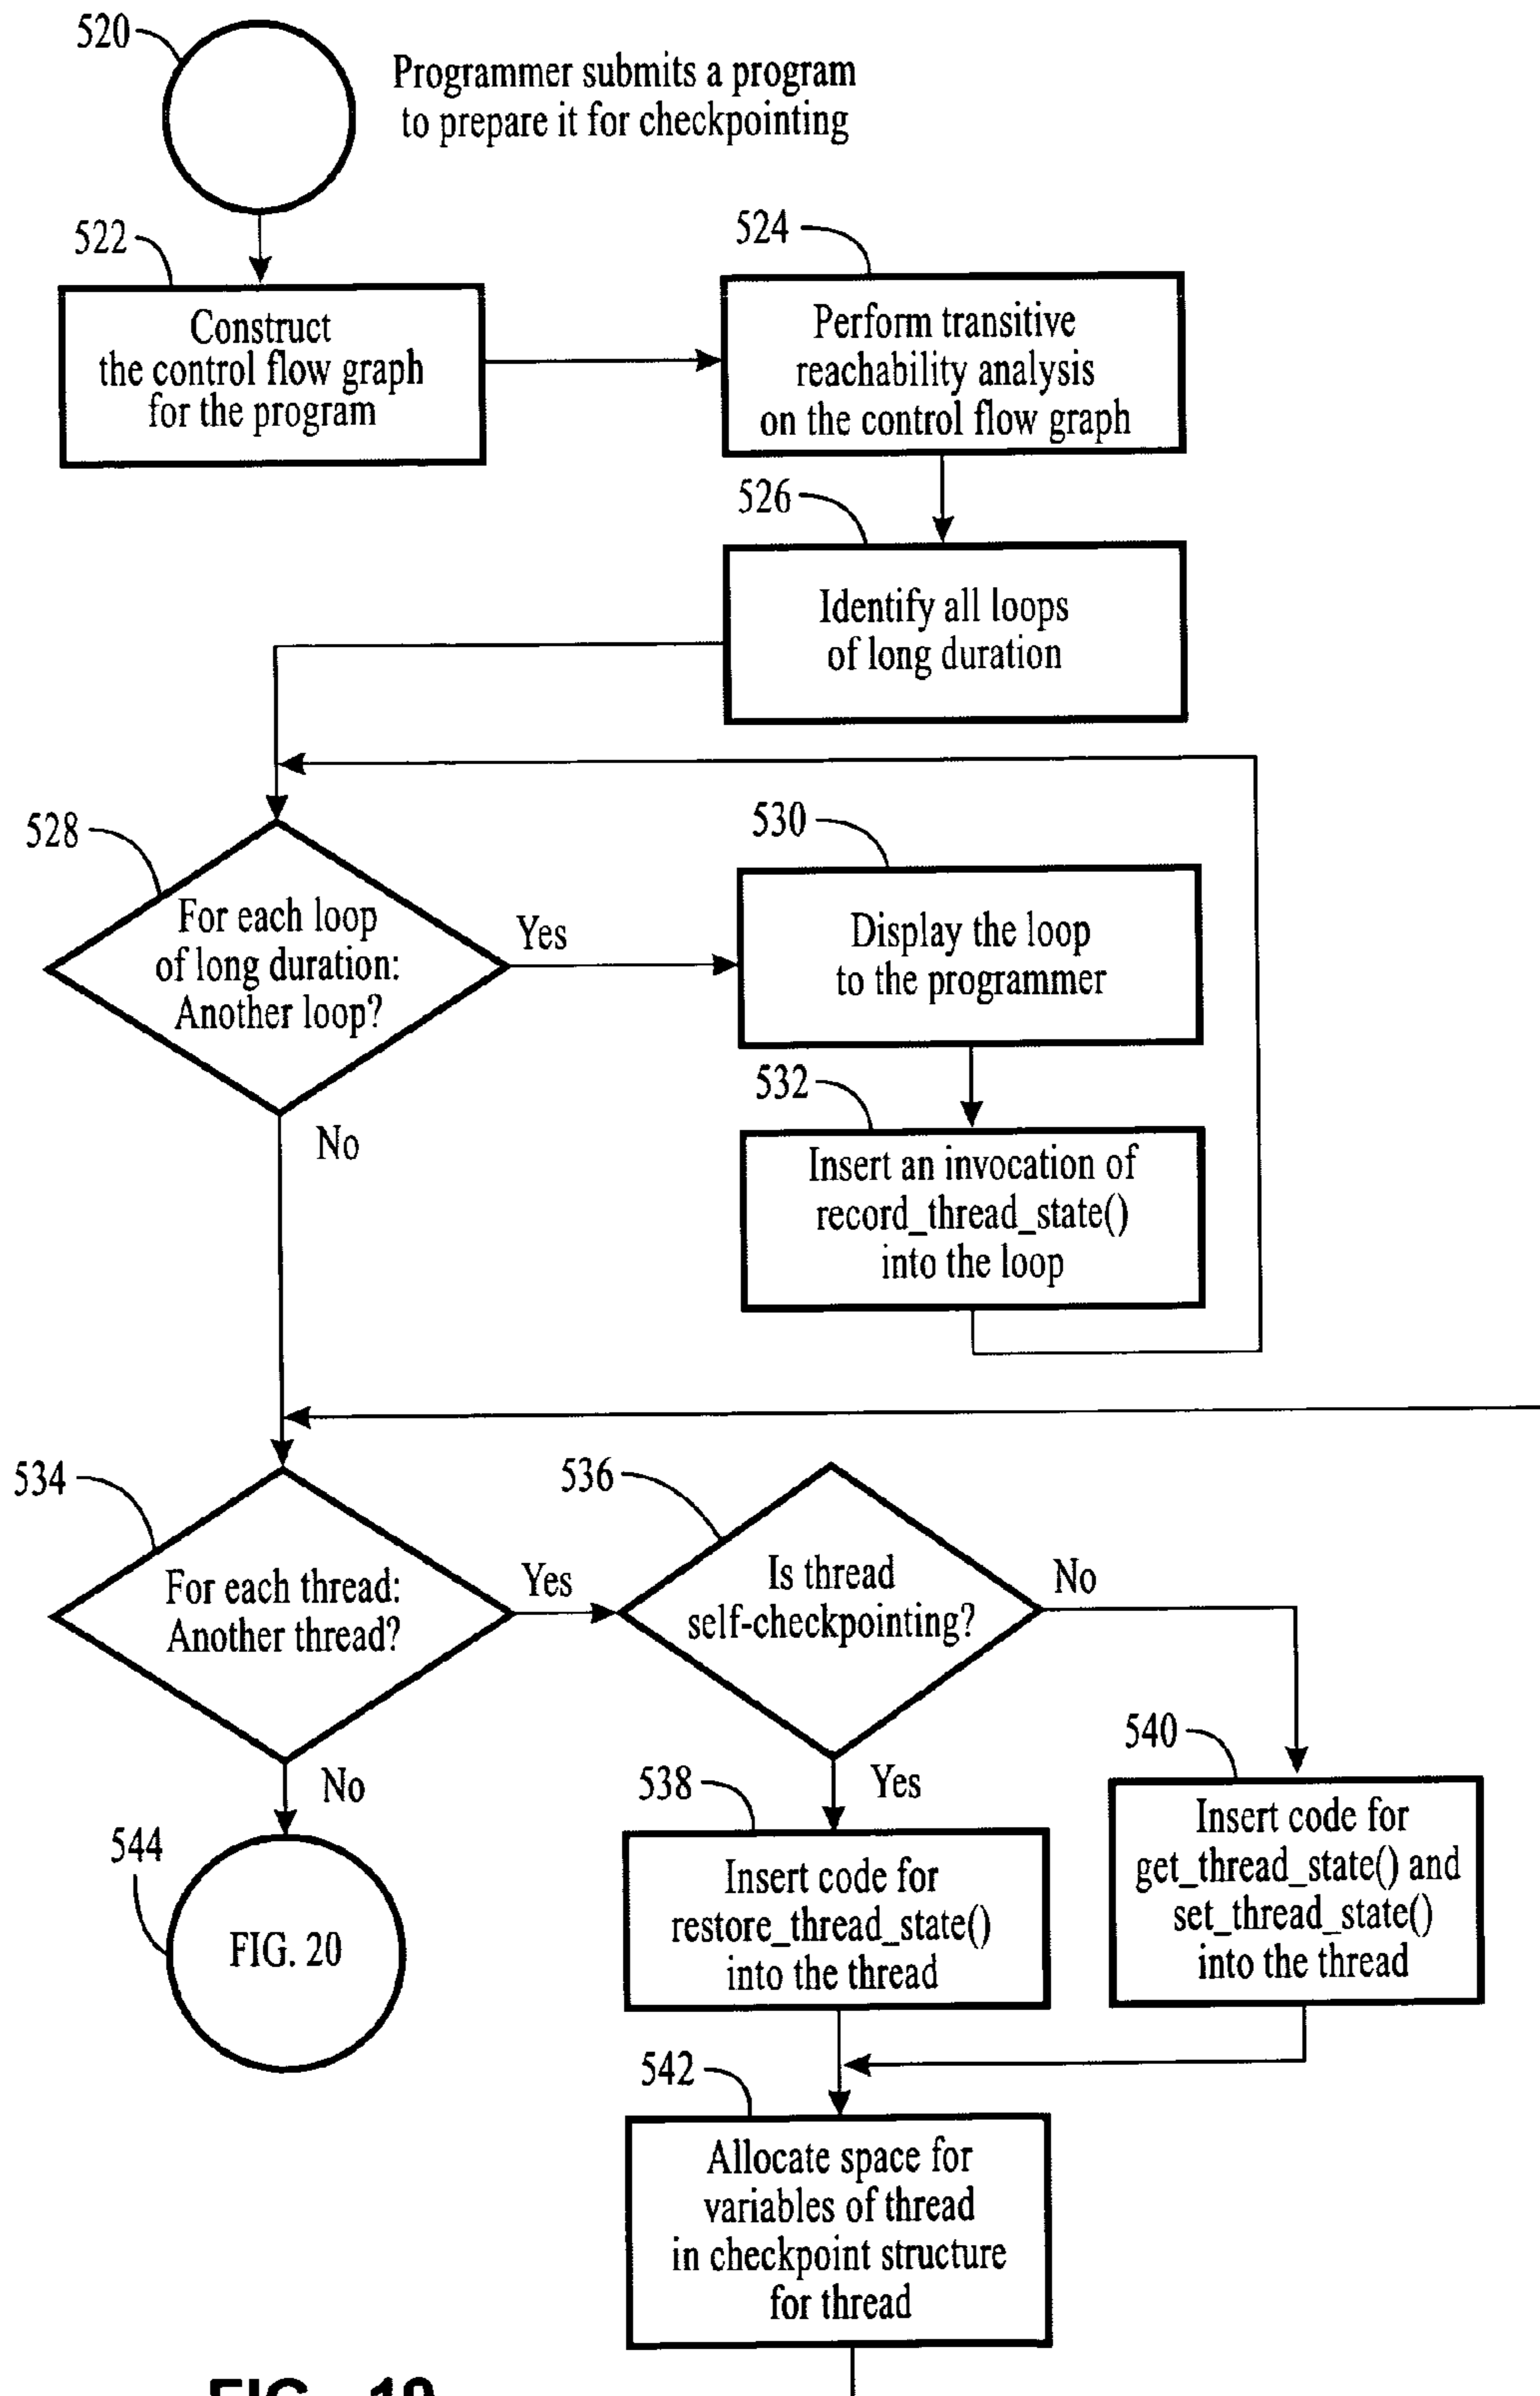 520
Programmer submits a program
to prepare it for checkpointing
522
Construct
the control flow graph
for the program
524
Perform transitive
reachability analysis
on the control flow graph
526
Identify all loops
of long duration
528
For each loop
of long duration:
Another loop?
Yes
No
530
Display the loop
to the programmer
532
Insert an invocation of
record_thread_state()
into the loop
534
For each thread:
Another thread?
Yes
No
536
Is thread
self-checkpointing?
No
Yes
538
Insert code for
restore_thread_state()
into the thread
540
Insert code for
get_thread_state() and
set_thread_state()
into the thread
544
FIG. 20
542
Allocate space for
variables of thread
in checkpoint structure
for thread
FIG.